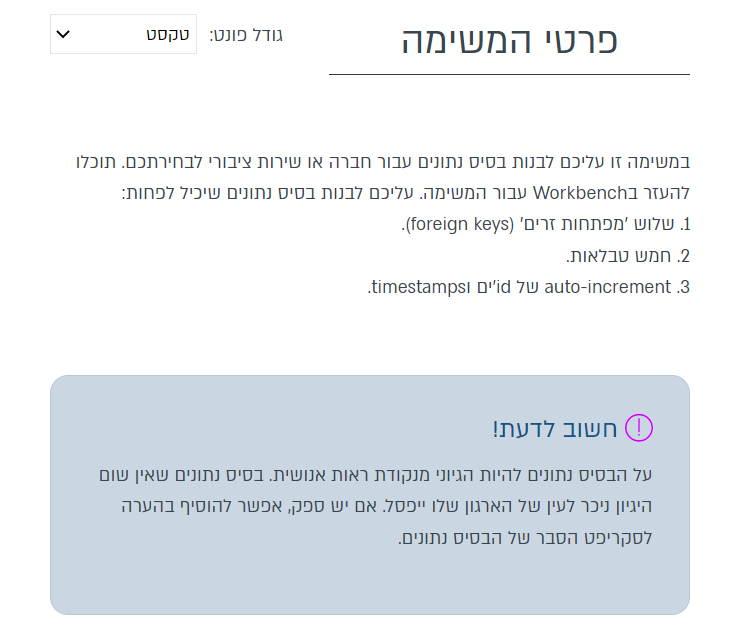 פרטי המשימה
גודל פונט:
טקסט
במשימה זו עליכם לבנות בסיס נתונים עבור חברה או שירות ציבורי לבחירתכם. תוכלו
להעזר בWorkbench עבור המשימה. עליכם לבנות בסיס נתונים שיכיל לפחות:
1. שלוש 'מפתחות זרים' (foreign keys).
2. חמש טבלאות.
3. auto-increment של id'ים וtimestamps.
חשוב לדעת!
על הבסיס נתונים להיות הגיוני מנקודת ראות אנושית. בסיס נתונים שאין שום
היגיון ניכר לעין של הארגון שלו ייפסל. אם יש ספק, אפשר להוסיף בהערה
לסקריפט הסבר של הבסיס נתונים.